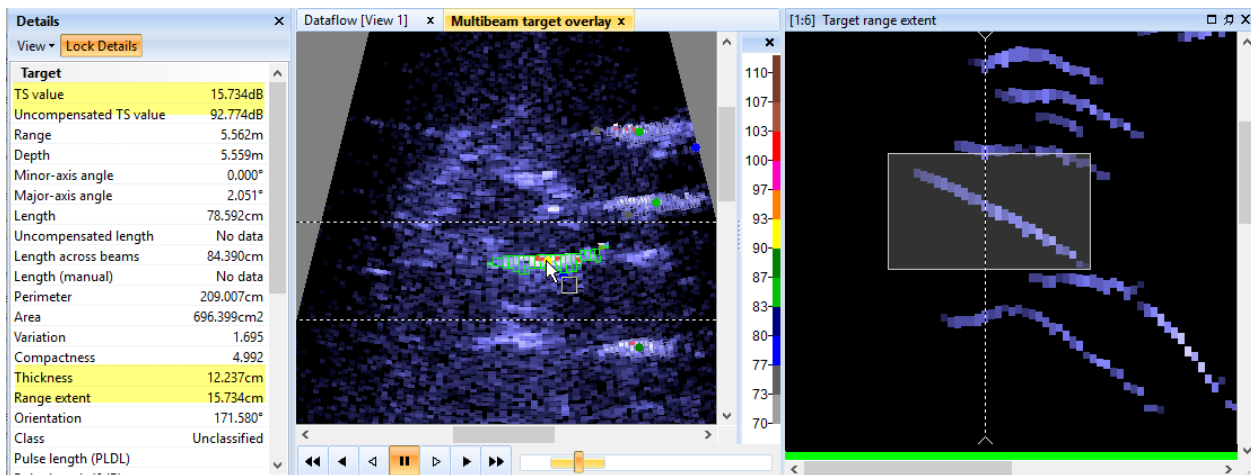 Details x
View Lock Details
Target
TS value 15.734dB
Uncompensated TS value 92.774dB
Range 5.562m
Depth 5.559m
Minor-axis angle 0.000°
Major-axis angle 2.051°
Length 78.592cm
Uncompensated length No data
Length across beams 84.390cm
Length (manual) No data
Perimeter 209.007cm
Area 696.399cm2
Variation 1.695
Compactness 4.992
Thickness 12.237cm
Range extent 15.734cm
Orientation 171.580°
Class Unclassified
Pulse length (PLDL)
Dataflow [View 1] x Multibeam target overlay x
x
110
107
103
100
97
93
90
87
83
80
77
73
70
[1:6] Target range extent